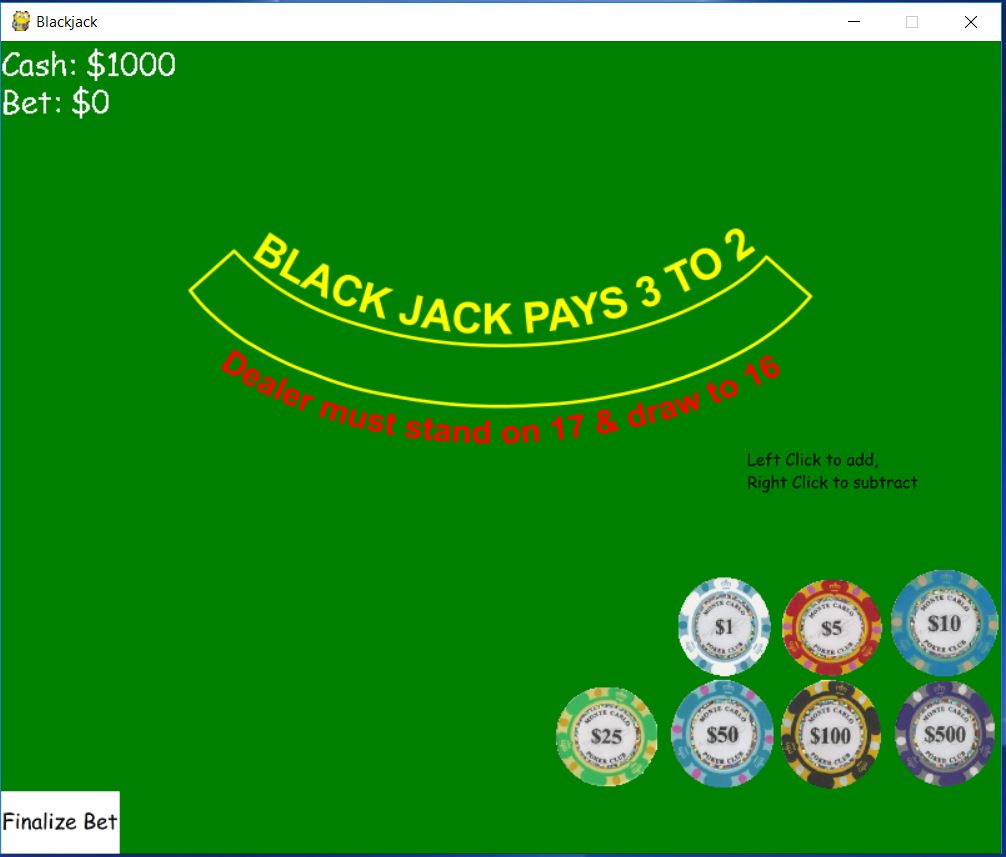 Blackjack
Cash: $1000
Bet: $0
BLACK JACK PAYS 3 TO 2
Dealer must stand on 17 & draw to 16
Left Click to add,
Right Click to subtract
MONTE CARLO
$1
POKER CLUB
MONTE CARLO
$5
POKER CLUB
MONTE CARLO
$10
POKER CLUB
MONTE CARLO
$25
POKER CLUB
MONTE CARLO
$50
POKER CLUB
MONTE CARLO
$100
POKER CLUB
MONTE CARLO
$500
POKER CLUB
Finalize Bet